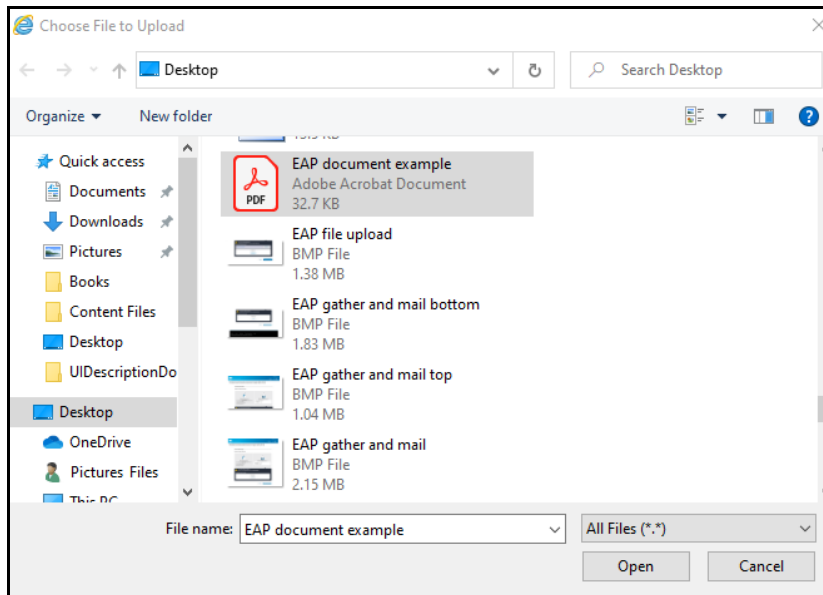 Choose File to Upload
Desktop
Search Desktop
Organize
New folder
Quick access
Documents
Downloads
Pictures
Books
Content Files
Desktop
UIDescriptionDo
Desktop
OneDrive
Pictures Files
This PC
EAP document example
Adobe Acrobat Document
32.7 KB
PDF
EAP file upload
BMP File
1.38 MB
EAP gather and mail bottom
BMP File
1.83 MB
EAP gather and mail top
BMP File
1.04 MB
EAP gather and mail
BMP File
2.15 MB
File name: EAP document example
All Files (*.*)
Open
Cancel